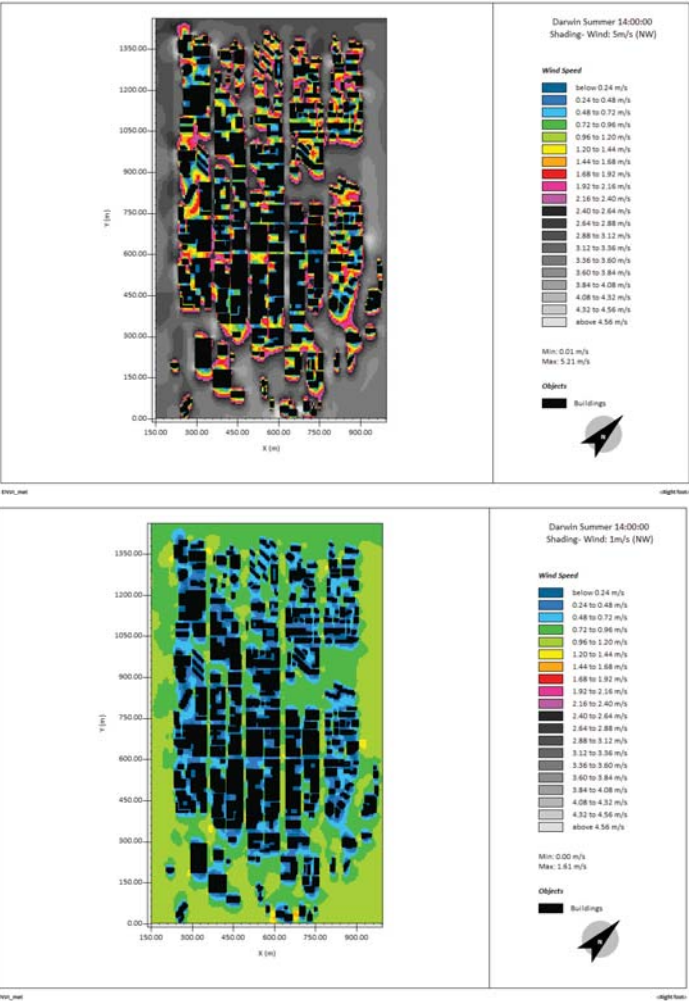 Darwin Summer 14:00:00
Shading- Wind: 5m/s (NW)
Wind Speed
below 0.24 m/s
0.24 to 0.48 m/s
0.48 to 0.72 m/s
0.72 to 0.96 m/s
0.96 to 1.20 m/s
1.20 to 1.44 m/s
1.44 to 1.68 m/s
1.68 to 1.92 m/s
1.92 to 2.16 m/s
2.16 to 2.40 m/s
2.40 to 2.64 m/s
2.64 to 2.88 m/s
2.88 to 3.12 m/s
3.12 to 3.36 m/s
3.36 to 3.60 m/s
3.60 to 3.84 m/s
3.84 to 4.08 m/s
4.08 to 4.32 m/s
4.32 to 4.56 m/s
above 4.56 m/s
Min: 0.01 m/s
Max: 5.21 m/s
Objects
Buildings
N
1350.00
1200.00
1050.00
900.00
750.00
600.00
450.00
300.00
150.00
0.00
Y (m)
150.00 300.00 450.00 600.00 750.00 900.00
X (m)
<Right foot>
Darwin Summer 14:00:00
Shading- Wind: 1m/s (NW)
Wind Speed
below 0.24 m/s
0.24 to 0.48 m/s
0.48 to 0.72 m/s
0.72 to 0.96 m/s
0.96 to 1.20 m/s
1.20 to 1.44 m/s
1.44 to 1.68 m/s
1.68 to 1.92 m/s
1.92 to 2.16 m/s
2.16 to 2.40 m/s
2.40 to 2.64 m/s
2.64 to 2.88 m/s
2.88 to 3.12 m/s
3.12 to 3.36 m/s
3.36 to 3.60 m/s
3.60 to 3.84 m/s
3.84 to 4.08 m/s
4.08 to 4.32 m/s
4.32 to 4.56 m/s
above 4.56 m/s
Min: 0.00 m/s
Max: 1.61 m/s
Objects
Buildings
N
1350.00
1200.00
1050.00
900.00
750.00
600.00
450.00
300.00
150.00
0.00
Y (m)
150.00 300.00 450.00 600.00 750.00 900.00
X (m)
<Right foot>